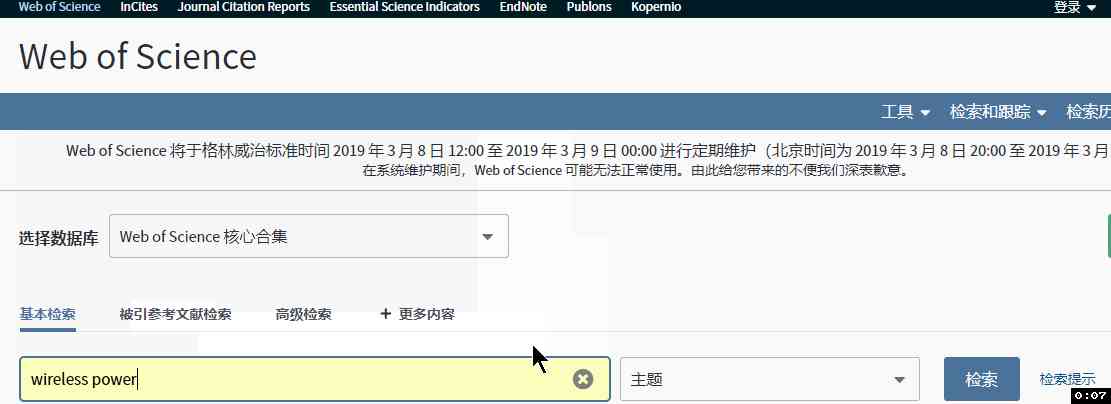 Web of Science InCites Journal Citation Reports Essential Science Indicators EndNote Publons Kopernio 登录
Web of Science
工具 检索和跟踪 检索历
Web of Science 将于格林威治标准时间 2019 年 3 月 8 日 12:00 至 2019 年 3 月 9 日 00:00 进行定期维护（北京时间为 2019 年 3 月 8 日 20:00 至 2019 年 3 月
在系统维护期间，Web of Science 可能无法正常使用。由此给您带来的不便我们深表歉意。
选择数据库 Web of Science 核心合集
基本检索 被引参考文献检索 高级检索 + 更多内容
wireless power 主题 检索 检索提示
0:07